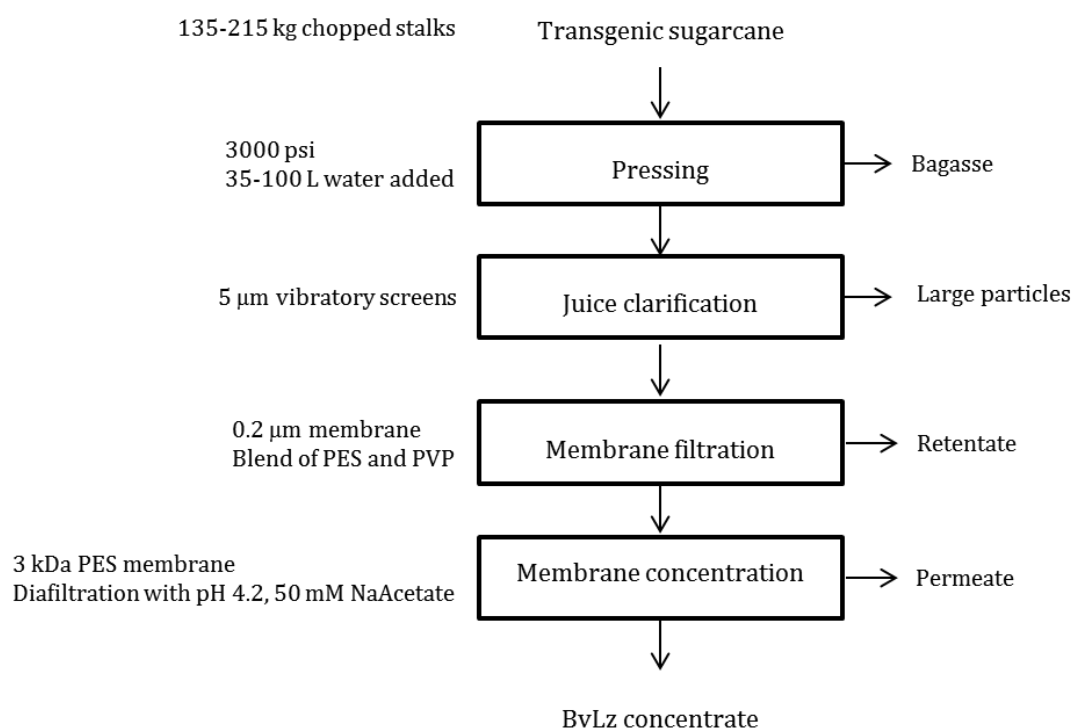 135-215 kg chopped stalks
Transgenic sugarcane
3000 psi
35-100 L water added
Pressing
Bagasse
5 µm vibratory screens
Juice clarification
Large particles
0.2 µm membrane
Blend of PES and PVP
Membrane filtration
Retentate
3 kDa PES membrane
Diafiltration with pH 4.2, 50 mM NaAcetate
Membrane concentration
Permeate
BvLz concentrate